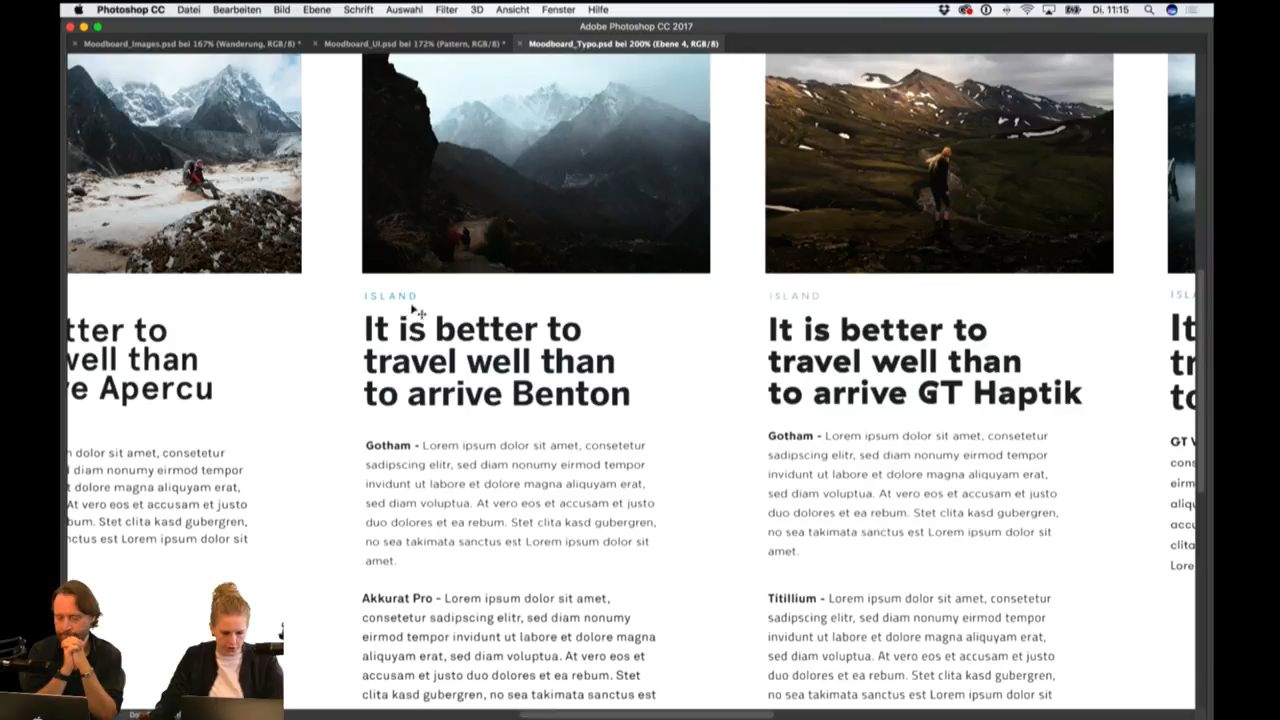 Photoshop CC Datei Bearbeiten Bild Ebene Schrift Auswahl Filter 3D Ansicht Fenster Hilfe Di. 11:15
Adobe Photoshop CC 2017
Moodboard_Images.psd bei 167% (Wanderung, RGB/8) * Moodboard_UI.psd bei 172% (Pattern, RGB/8) * Moodboard_Typo.psd bei 200% (Ebene 4, RGB/8)
tter to
well than
e Apercu
dolor sit amet, consetetur
diam nonumy eirmod tempor
t labore et dolore magna
At vero eos et accusam et justo
bum. Stet clita kasd gubergren,
nctus est Lorem ipsum dolor sit
ISLAND
It is better to
travel well than
to arrive Benton
Gotham - Lorem ipsum dolor sit amet, consetetur
sadipscing elitr, sed diam nonumy eirmod tempor
invidunt ut labore et dolore magna aliquyam erat,
sed diam voluptua. At vero eos et accusam et justo
duo dolores et ea rebum. Stet clita kasd gubergren,
no sea takimata sanctus est Lorem ipsum dolor sit
amet.
Akkurat Pro - Lorem ipsum dolor sit amet,
consetetur sadipscing elitr, sed diam nonumy
eirmod tempor invidunt ut labore et dolore magna
aliquyam erat, sed diam voluptua. At vero eos et
accusam et justo duo dolores et ea rebum. Stet
clita kasd gubergren, no sea takimata sanctus est
ISLAND
It is better to
travel well than
to arrive GT Haptik
Gotham - Lorem ipsum dolor sit amet, consetetur
sadipscing elitr, sed diam nonumy eirmod tempor
invidunt ut labore et dolore magna aliquyam erat,
sed diam voluptua. At vero eos et accusam et justo
duo dolores et ea rebum. Stet clita kasd gubergren,
no sea takimata sanctus est Lorem ipsum dolor sit
amet.
Titillium - Lorem ipsum dolor sit amet, consetetur
sadipscing elitr, sed diam nonumy eirmod tempor
invidunt ut labore et dolore magna aliquyam erat,
sed diam voluptua. At vero eos et accusam et justo
duo dolores et ea rebum. Stet clita kasd gubergren,
no sea takimata sanctus est Lorem ipsum dolor sit
ISL
It
tr
to
GT
cons
eirm
aliq
accu
clita
Lore